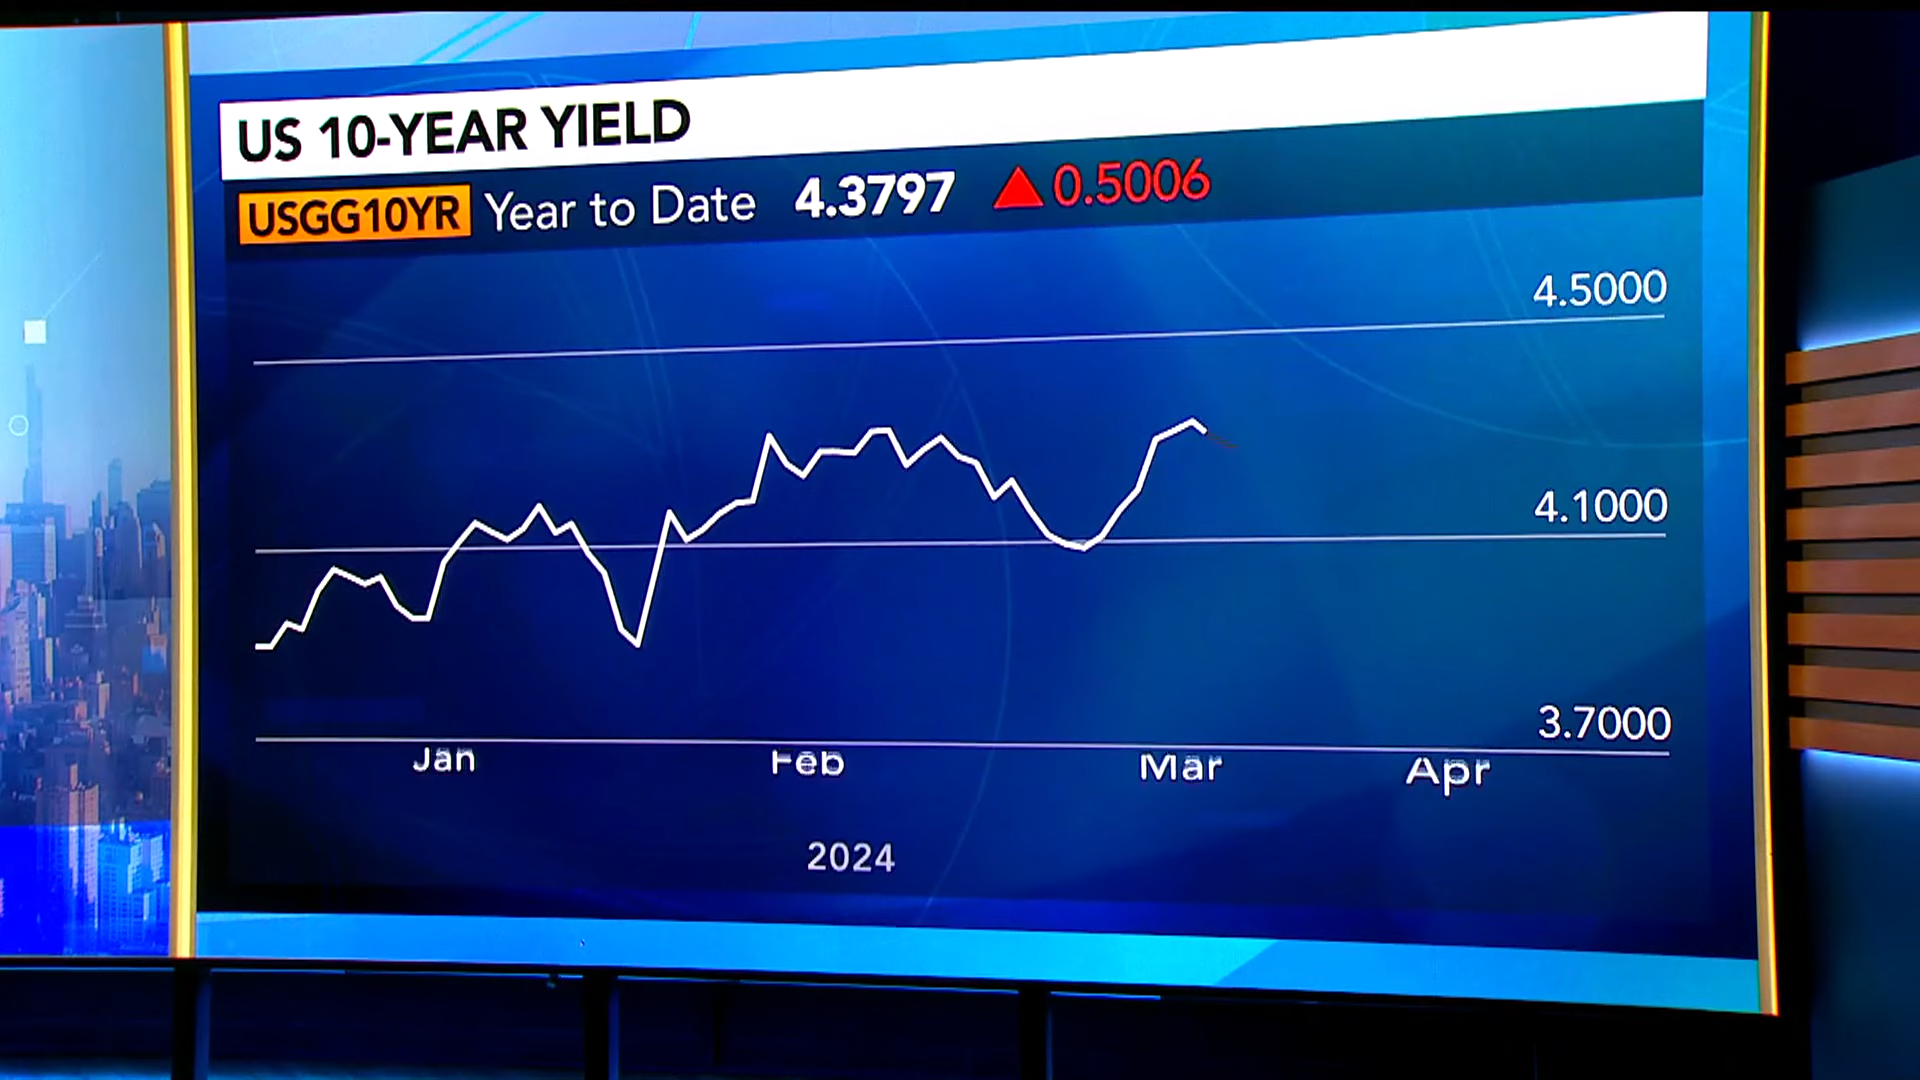 US 10-YEAR YIELD
USGG10YR Year to Date 4.3797 ▲0.5006
4.5000
4.1000
3.7000
Jan Feb Mar Apr
2024